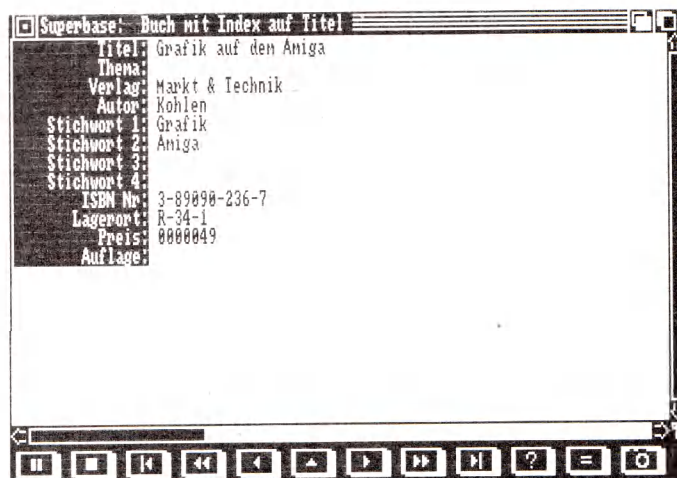 Superbase: Buch mit Index auf Titel
Titel: Grafik auf dem Amiga
Thema:
Verlag: Markt & Technik
Autor: Kohlen
Stichwort 1: Grafik
Stichwort 2: Amiga
Stichwort 3:
Stichwort 4:
ISBN Nr: 3-89090-236-7
Lagerort: R-34-1
Preis: 0000049
Auflage:
? =